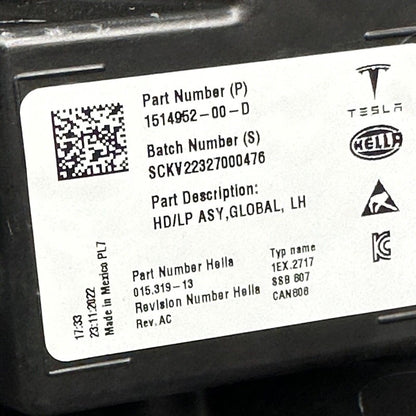 Part Number (P)
1514952-00-D
Batch Number (S)
SCKV22327000476
Part Description:
HD/LP ASY,GLOBAL, LH
TESLA
HELLA
17:33
23:11:2022
Made in Mexico PL7
Part Number Hella
015.319-13
Revision Number Hella
Rev.AC
Typ name
1EX.2717
SSB 607
CAN606